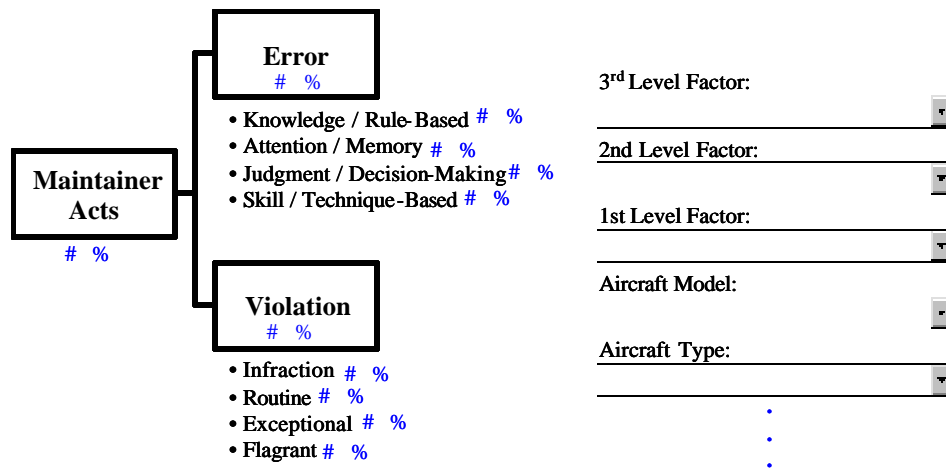 Error
# %
• Knowledge / Rule-Based # %
• Attention / Memory # %
• Judgment / Decision-Making # %
• Skill / Technique-Based # %
Maintainer
Acts
# %
Violation
# %
• Infraction # %
• Routine # %
• Exceptional # %
• Flagrant # %
3rd Level Factor:
2nd Level Factor:
1st Level Factor:
Aircraft Model:
Aircraft Type: